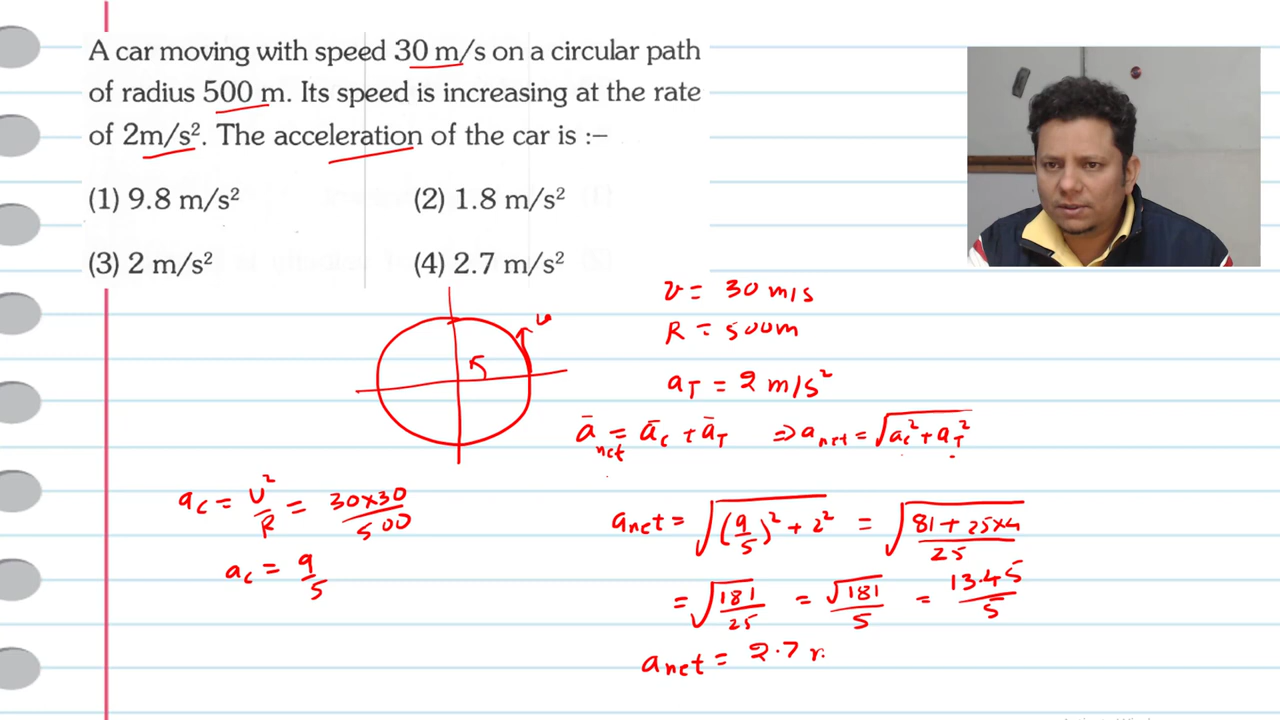 A car moving with speed 30 m/s on a circular path
of radius 500 m. Its speed is increasing at the rate
of 2m/s². The acceleration of the car is :–
(1) 9.8 m/s² (2) 1.8 m/s²
(3) 2 m/s² (4) 2.7 m/s²
v = 30 m/s
R = 500m
a_T = 2 m/s²
ā_net = ā_c + ā_T ⇒ a_net = √(a_c² + a_T²)
a_c = v²/R = 30×30/500
a_c = 9/5
a_net = √((9/5)² + 2²) = √((81 + 25×4)/25)
= √(181/25) = √181/5 = 13.45/5
a_net = 2.7